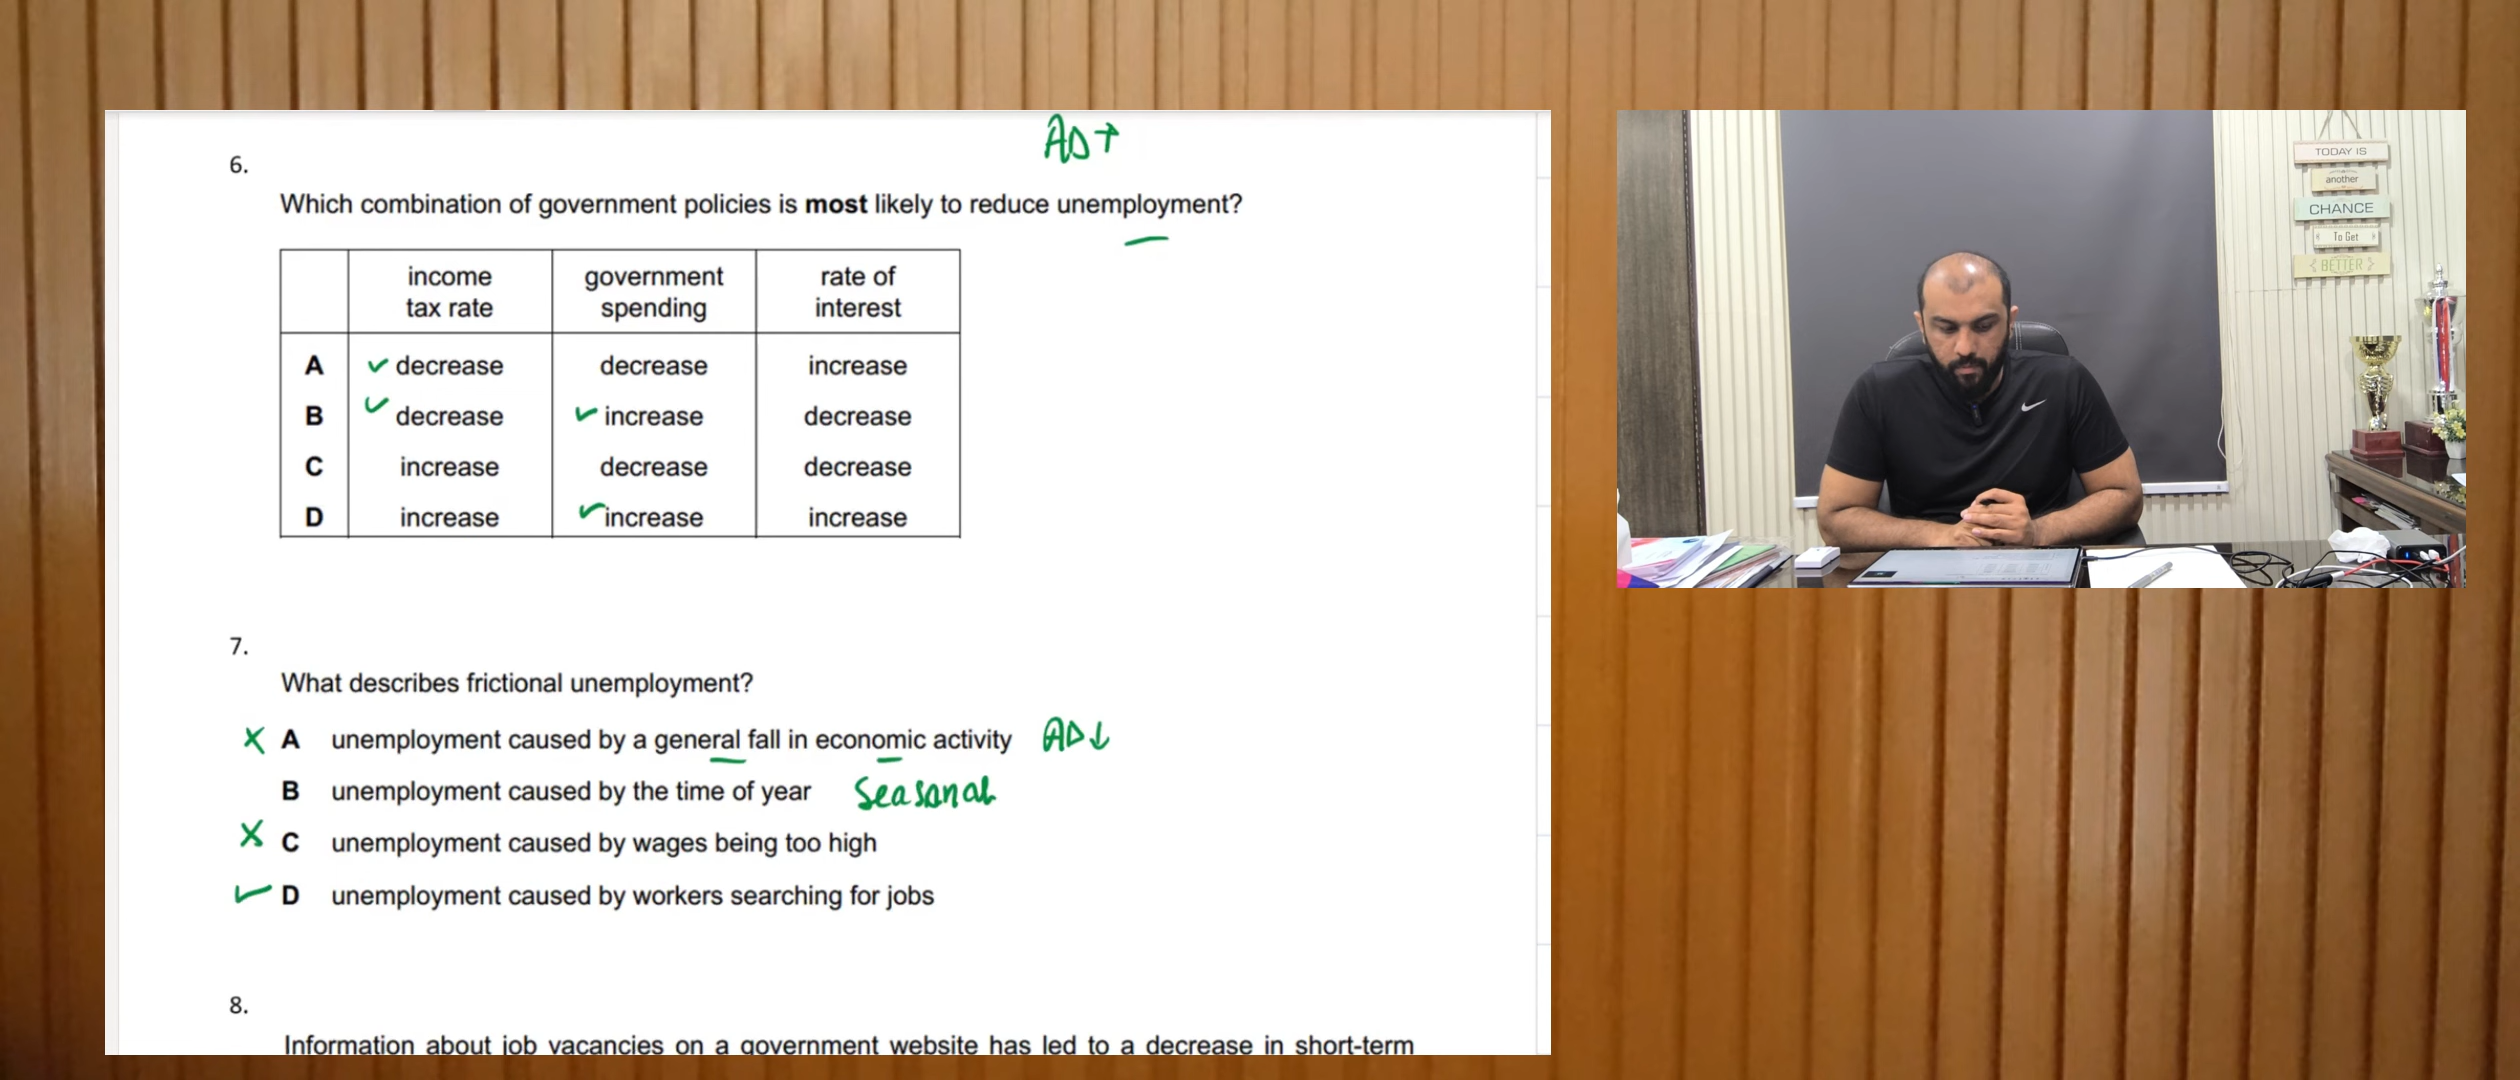 AD↑
6.
Which combination of government policies is most likely to reduce unemployment?
income tax rate government spending rate of interest
A ✓ decrease decrease increase
B ✓ decrease ✓ increase decrease
C increase decrease decrease
D increase ✓ increase increase
7.
What describes frictional unemployment?
X A unemployment caused by a general fall in economic activity AD↓
B unemployment caused by the time of year Seasonal
X C unemployment caused by wages being too high
✓ D unemployment caused by workers searching for jobs
8.
Information about job vacancies on a government website has led to a decrease in short-term
TODAY IS
another
CHANCE
To Get
BETTER